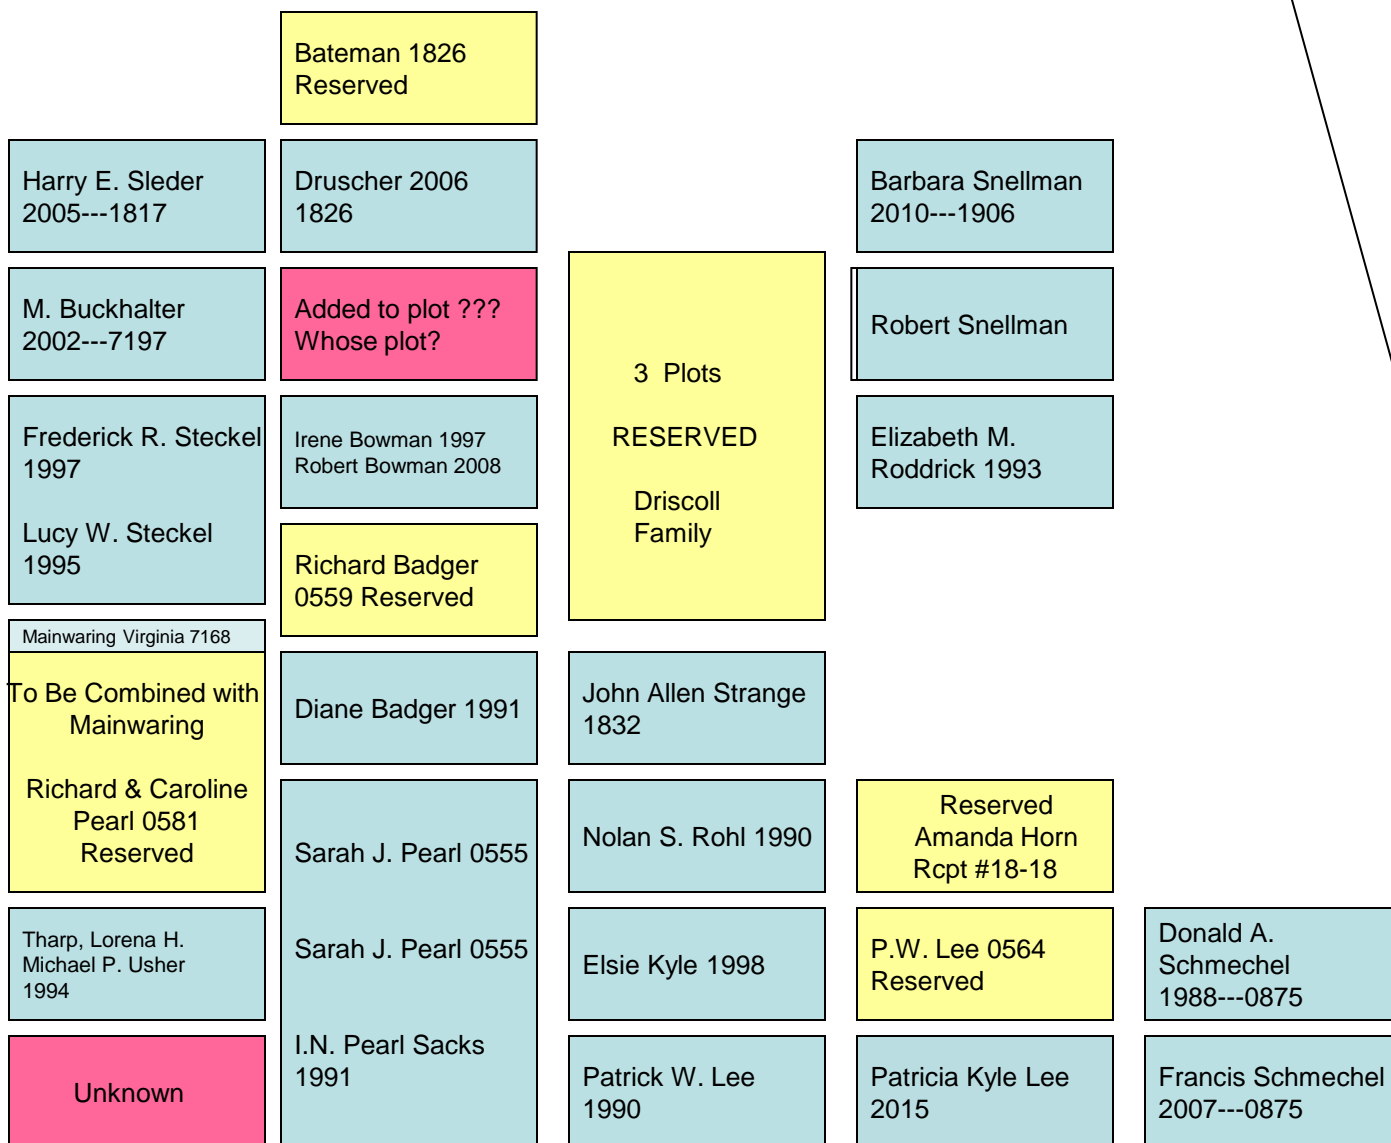 Bateman 1826
Reserved
Harry E. Sleder
2005---1817
Druscher 2006
1826
Barbara Snellman
2010---1906
M. Buckhalter
2002---7197
Added to plot ???
Whose plot?
3 Plots
RESERVED
Driscoll
Family
Robert Snellman
Frederick R. Steckel
1997
Lucy W. Steckel
1995
Irene Bowman 1997
Robert Bowman 2008
Elizabeth M.
Roddrick 1993
Richard Badger
0559 Reserved
Mainwaring Virginia 7168
To Be Combined with
Mainwaring
Richard & Caroline
Pearl 0581
Reserved
Diane Badger 1991
John Allen Strange
1832
Sarah J. Pearl 0555
Sarah J. Pearl 0555
I.N. Pearl Sacks
1991
Nolan S. Rohl 1990
Reserved
Amanda Horn
Rcpt #18-18
Tharp, Lorena H.
Michael P. Usher
1994
Elsie Kyle 1998
P.W. Lee 0564
Reserved
Donald A.
Schmechel
1988---0875
Unknown
Patrick W. Lee
1990
Patricia Kyle Lee
2015
Francis Schmechel
2007---0875